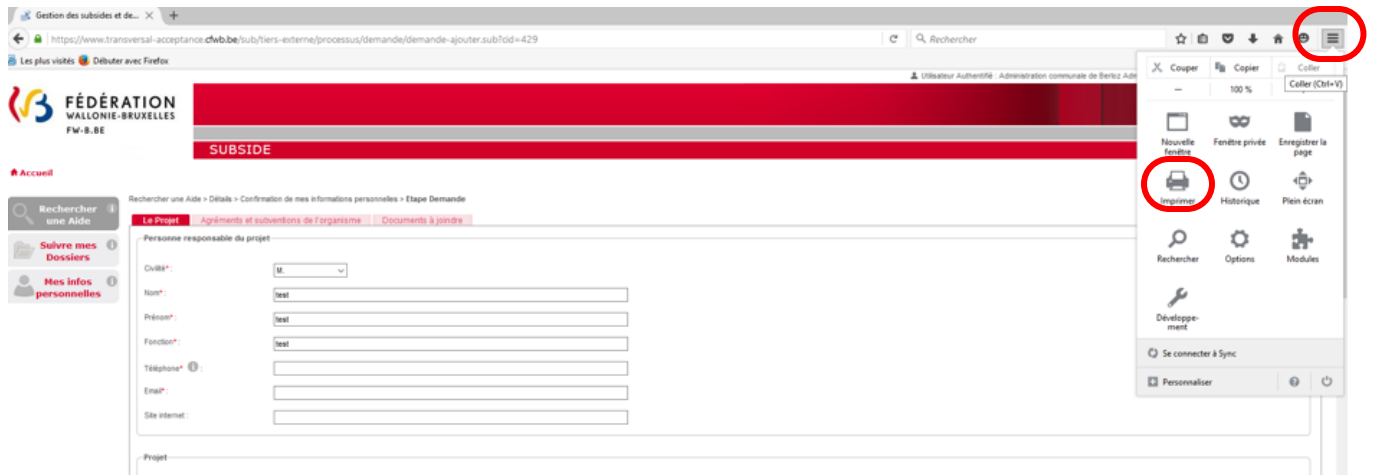 Gestion des subsides et de...
https://www.transversal-acceptance.cfwb.be/sub/tiers-externe/processus/demande/demande-ajouter.sub?cid=429
Rechercher
Les plus visités Débuter avec Firefox
Utilisateur Authentifié : Administration communale de Bertoz Adm
Couper Copier Coller
Coller (Ctrl+V)
100 %
FÉDÉRATION
WALLONIE-BRUXELLES
FW-B.BE
SUBSIDE
Nouvelle fenêtre
Fenêtre privée
Enregistrer la page
Accueil
Imprimer
Historique
Plein écran
Rechercher une Aide > Détails > Confirmation de mes informations personnelles > Etape Demande
Rechercher
une Aide
Le Projet Agréments et subventions de l'organisme Documents à joindre
Personne responsable du projet
Suivre mes
Dossiers
Mes infos
personnelles
Civilité* : M.
Nom* : test
Prénom* : test
Fonction* : test
Téléphone* :
Email* :
Site internet :
Projet
Rechercher
Options
Modules
Développe-
ment
Se connecter à Sync
Personnaliser